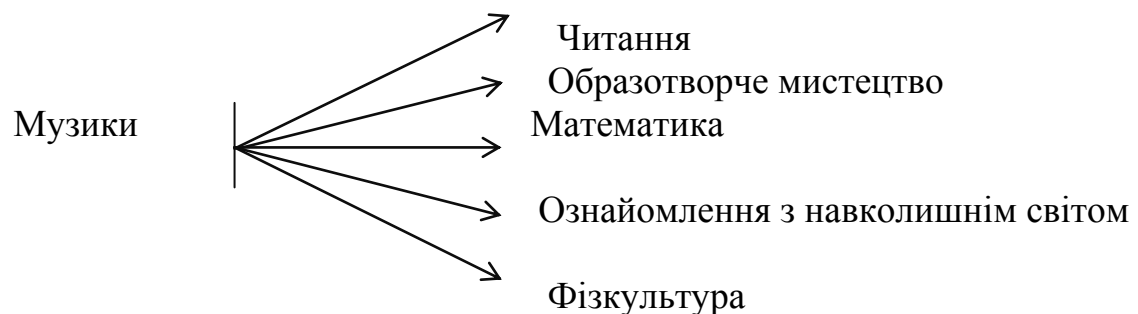 Читання
Образотворче мистецтво
Музики
Математика
Ознайомлення з навколишнім світом
Фізкультура